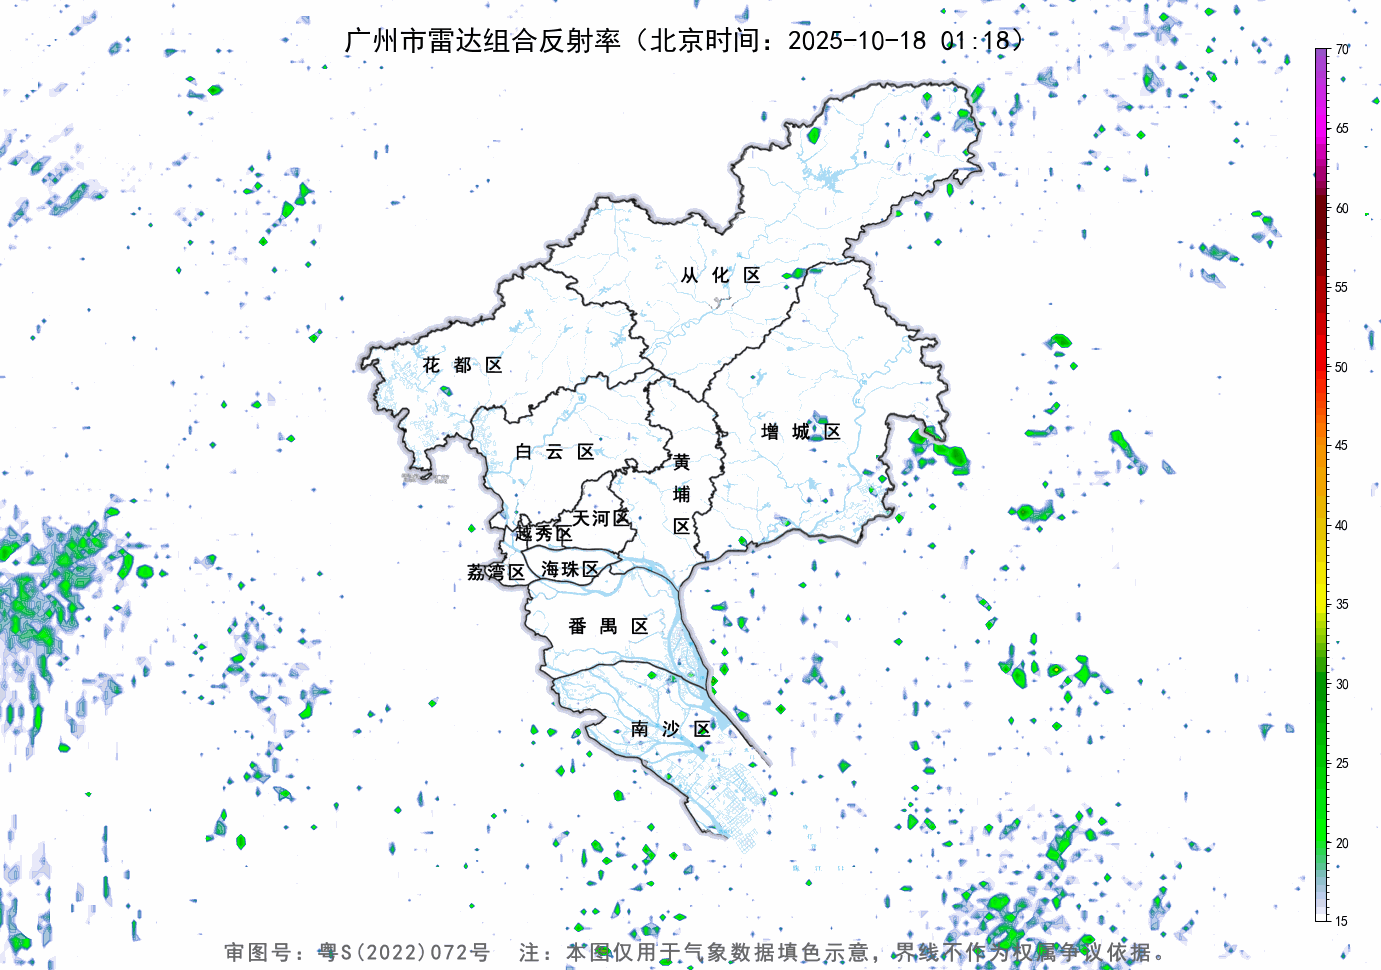 广州市雷达组合反射率（北京时间：2025-10-18 01:18）
70
65
60
55
50
45
40
35
30
25
20
15
从化区
花都区
增城区
白云区
黄埔区
天河区
越秀区
荔湾区
海珠区
番禺区
南沙区
审图号：粤S(2022)072号 注：本图仅用于气象数据填色示意，界线不作为权属争议依据。